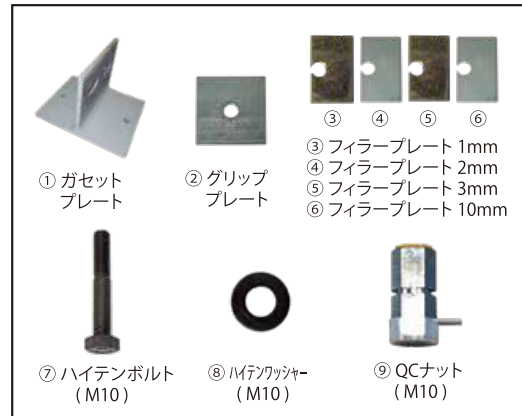 ① ガセット
プレート
② グリップ
プレート
③ ④ ⑤ ⑥
③ フィラープレート 1mm
④ フィラープレート 2mm
⑤ フィラープレート 3mm
⑥ フィラープレート 10mm
⑦ ハイテンボルト
( M10 )
⑧ ﾊｲﾃﾝﾜｯｼｬｰ
( M10 )
⑨ QCナット
( M10 )